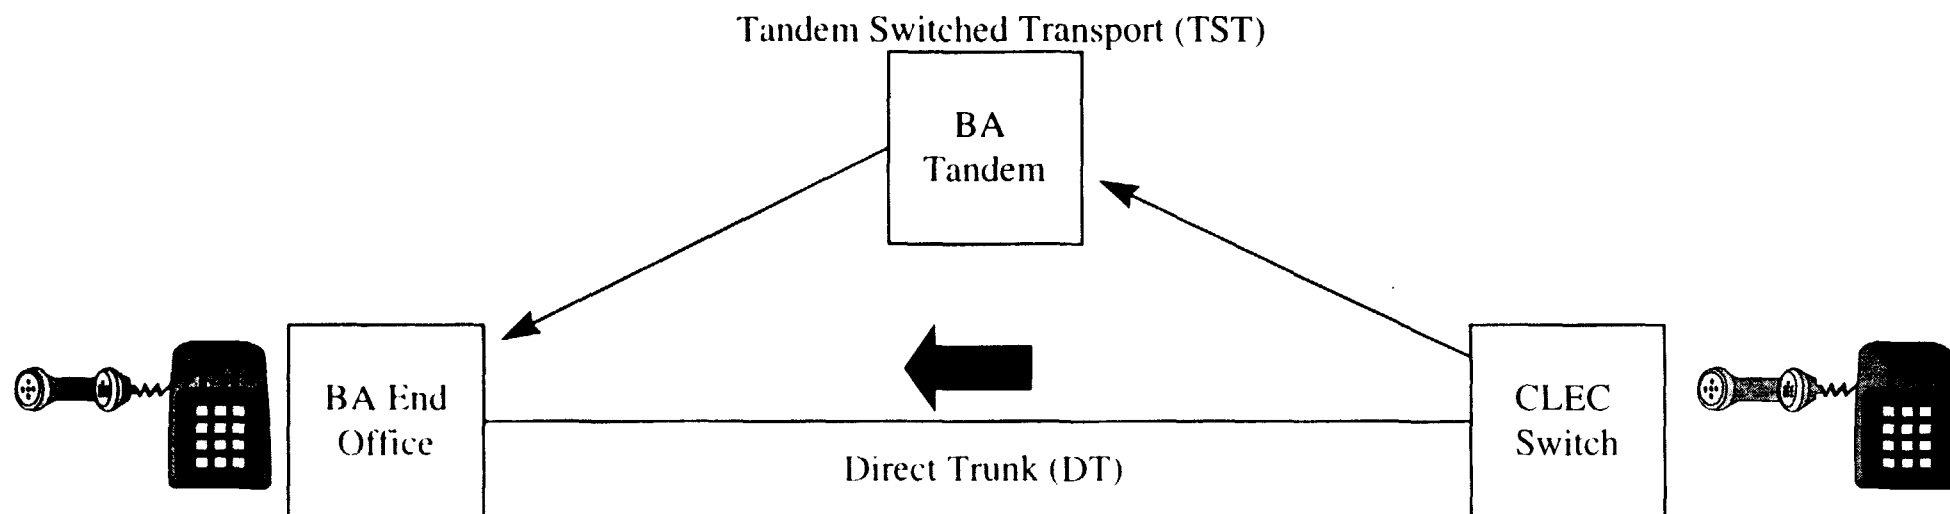 Tandem Switched Transport (TST)
BA
Tandem
BA End
Office
CLEC
Switch
Direct Trunk (DT)